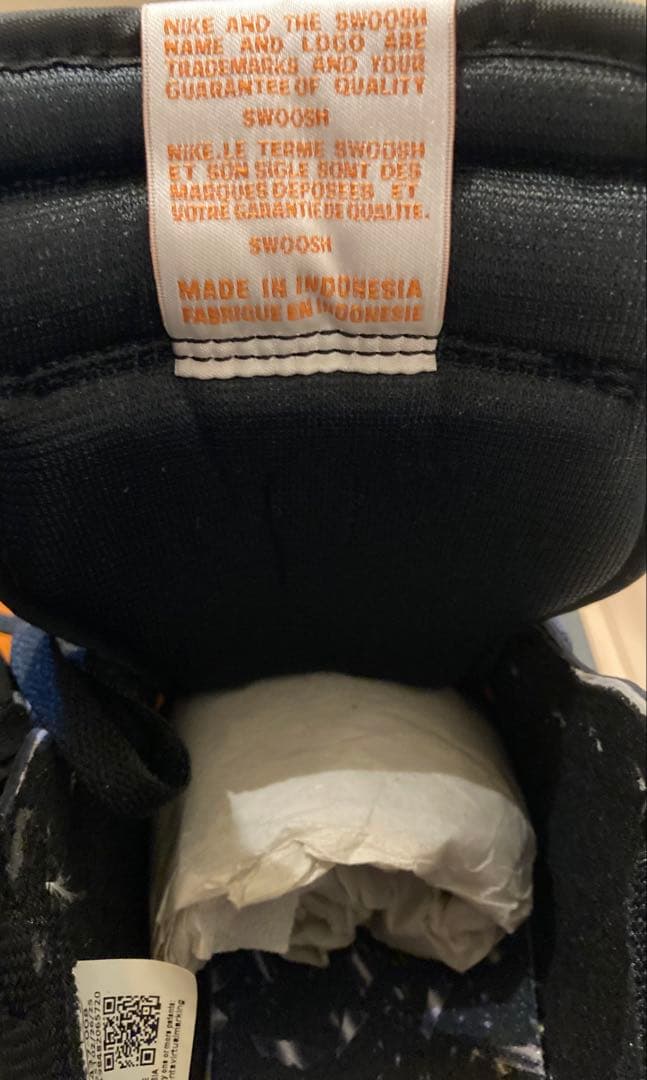 NIKE AND THE SWOOSH
NAME AND LOGO ARE
TRADEMARKS AND YOUR
GUARANTEE OF QUALITY
SWOOSH
NIKE.LE TERME SWOOSH
ET SON SIGLE SONT DES
MARQUES DEPOSEES ET
VOTRE GARANTIE DE QUALITE.
SWOOSH
MADE IN INDONESIA
FABRIQUE EN INDONESIE